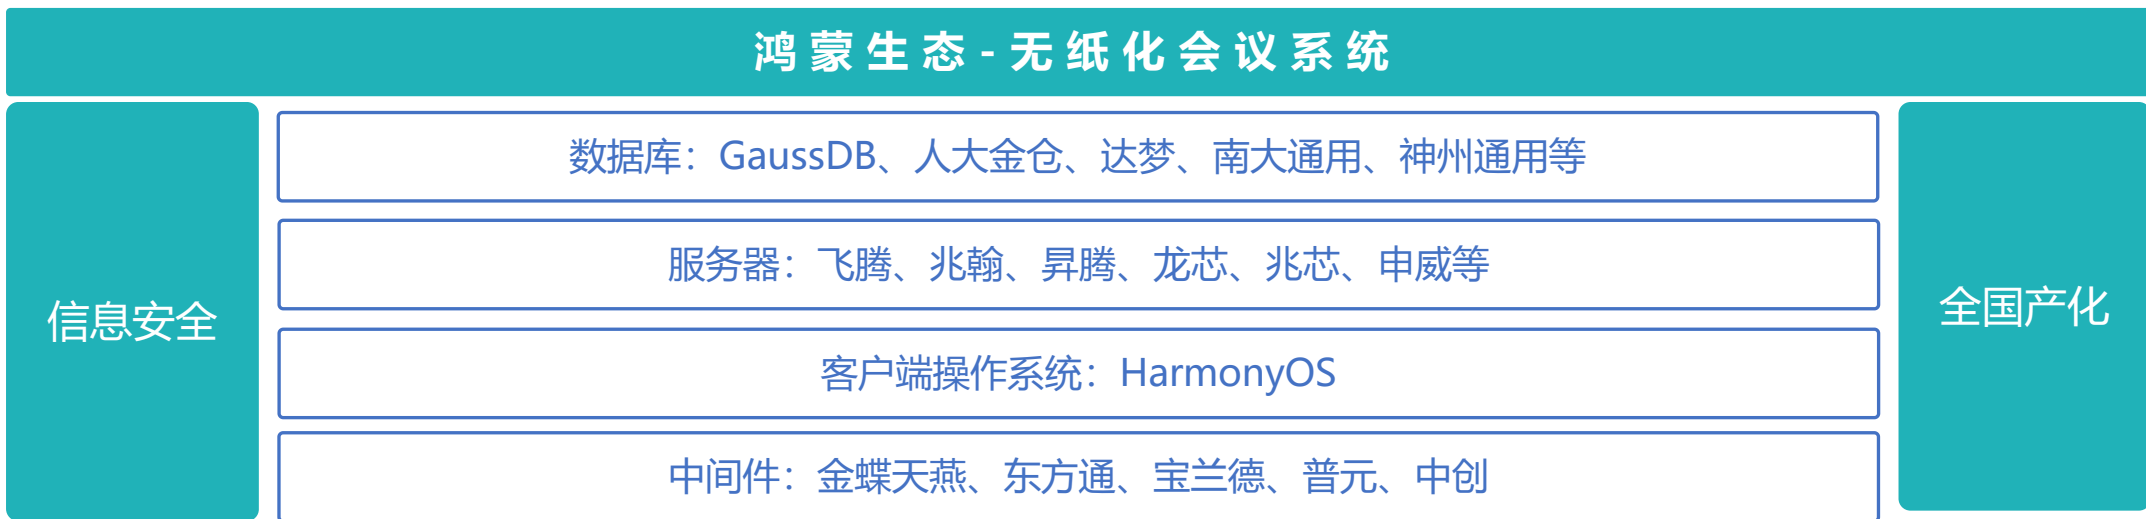 鸿蒙生态-无纸化会议系统
信息安全
数据库：GaussDB、人大金仓、达梦、南大通用、神州通用等
服务器：飞腾、兆翰、昇腾、龙芯、兆芯、申威等
客户端操作系统：HarmonyOS
中间件：金蝶天燕、东方通、宝兰德、普元、中创
全国产化